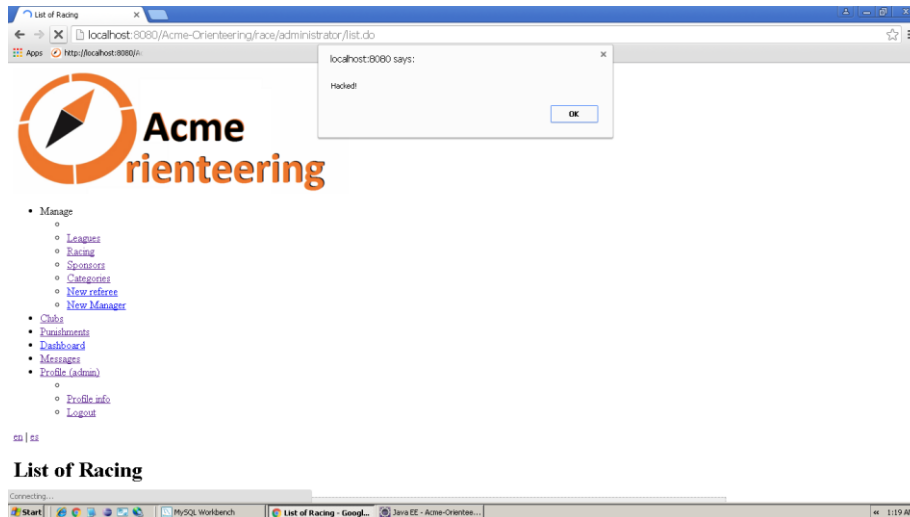 List of Racing
localhost:8080/Acme-Orienteering/race/administrator/list.do
Apps
http://localhost:8080/A
localhost:8080 says:
Hacked!
OK
Acme
rienteering
Manage
Leagues
Racing
Sponsors
Categories
New referee
New Manager
Clubs
Punishments
Dashboard
Messages
Profile (admin)
Profile info
Logout
en | es
List of Racing
Connecting...
Start
MySQL Workbench
List of Racing - Googl...
Java EE - Acme-Orientee...
1:19 AM